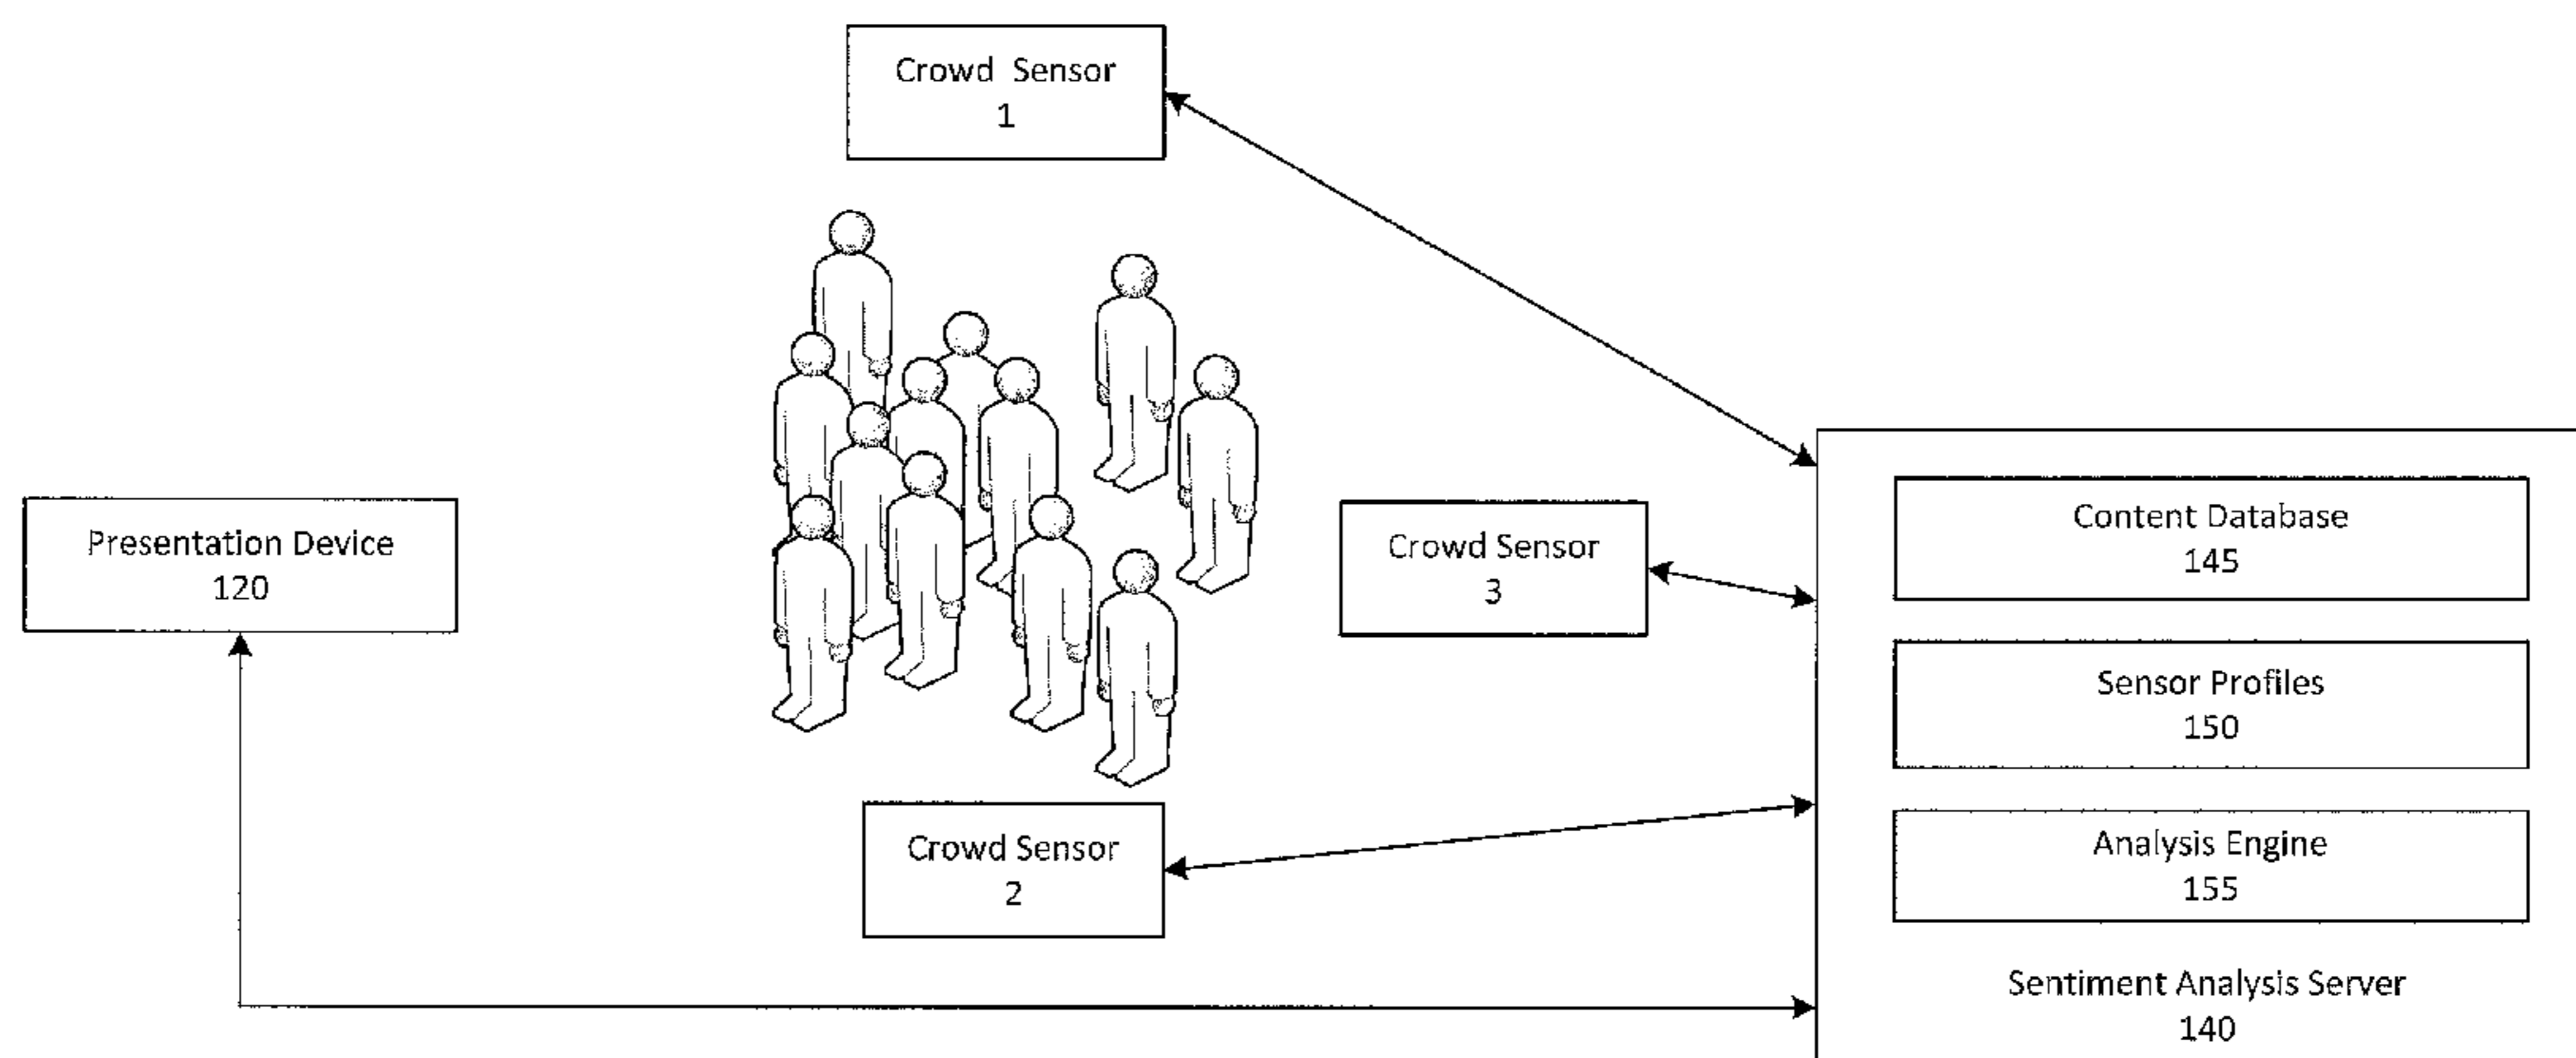 Crowd Sensor
1
Presentation Device
120
Crowd Sensor
3
Crowd Sensor
2
Content Database
145
Sensor Profiles
150
Analysis Engine
155
Sentiment Analysis Server
140